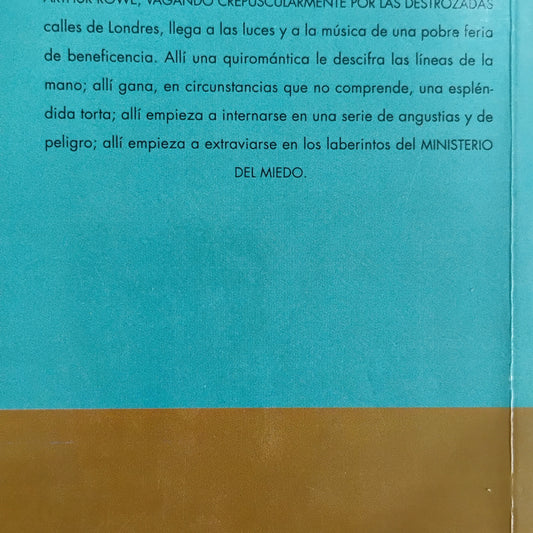 ARTHUR ROWE, VAGANDO CREPUSCULARMENTE POR LAS DESTROZADAS
calles de Londres, llega a las luces y a la música de una pobre feria
de beneficencia. Allí una quiromántica le descifra las líneas de la
mano; allí gana, en circunstancias que no comprende, una esplén-
dida torta; allí empieza a internarse en una serie de angustias y de
peligro; allí empieza a extraviarse en los laberintos del MINISTERIO
DEL MIEDO.